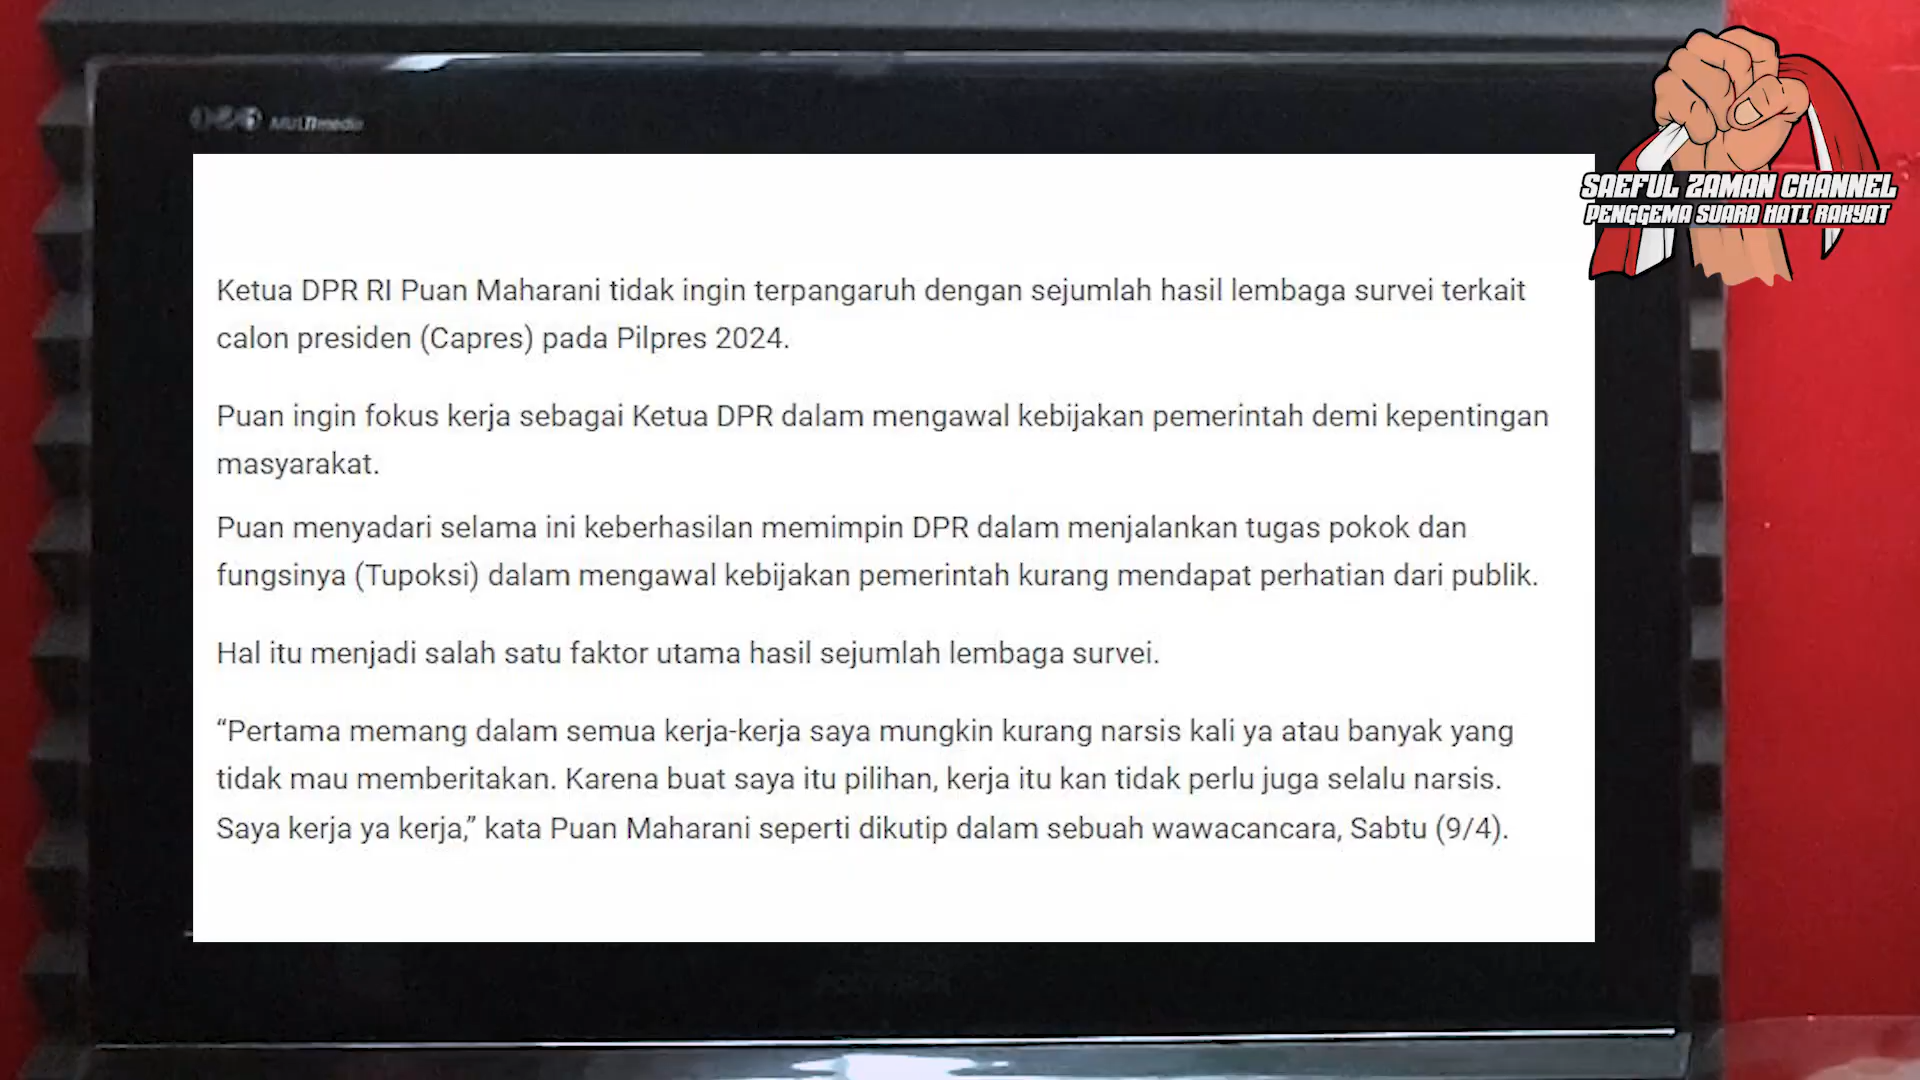 MULTImedia
SAEFUL ZAMAN CHANNEL
PENGGEMA SUARA HATI RAKYAT
Ketua DPR RI Puan Maharani tidak ingin terpangaruh dengan sejumlah hasil lembaga survei terkait
calon presiden (Capres) pada Pilpres 2024.
Puan ingin fokus kerja sebagai Ketua DPR dalam mengawal kebijakan pemerintah demi kepentingan
masyarakat.
Puan menyadari selama ini keberhasilan memimpin DPR dalam menjalankan tugas pokok dan
fungsinya (Tupoksi) dalam mengawal kebijakan pemerintah kurang mendapat perhatian dari publik.
Hal itu menjadi salah satu faktor utama hasil sejumlah lembaga survei.
“Pertama memang dalam semua kerja-kerja saya mungkin kurang narsis kali ya atau banyak yang
tidak mau memberitakan. Karena buat saya itu pilihan, kerja itu kan tidak perlu juga selalu narsis.
Saya kerja ya kerja,” kata Puan Maharani seperti dikutip dalam sebuah wawacancara, Sabtu (9/4).